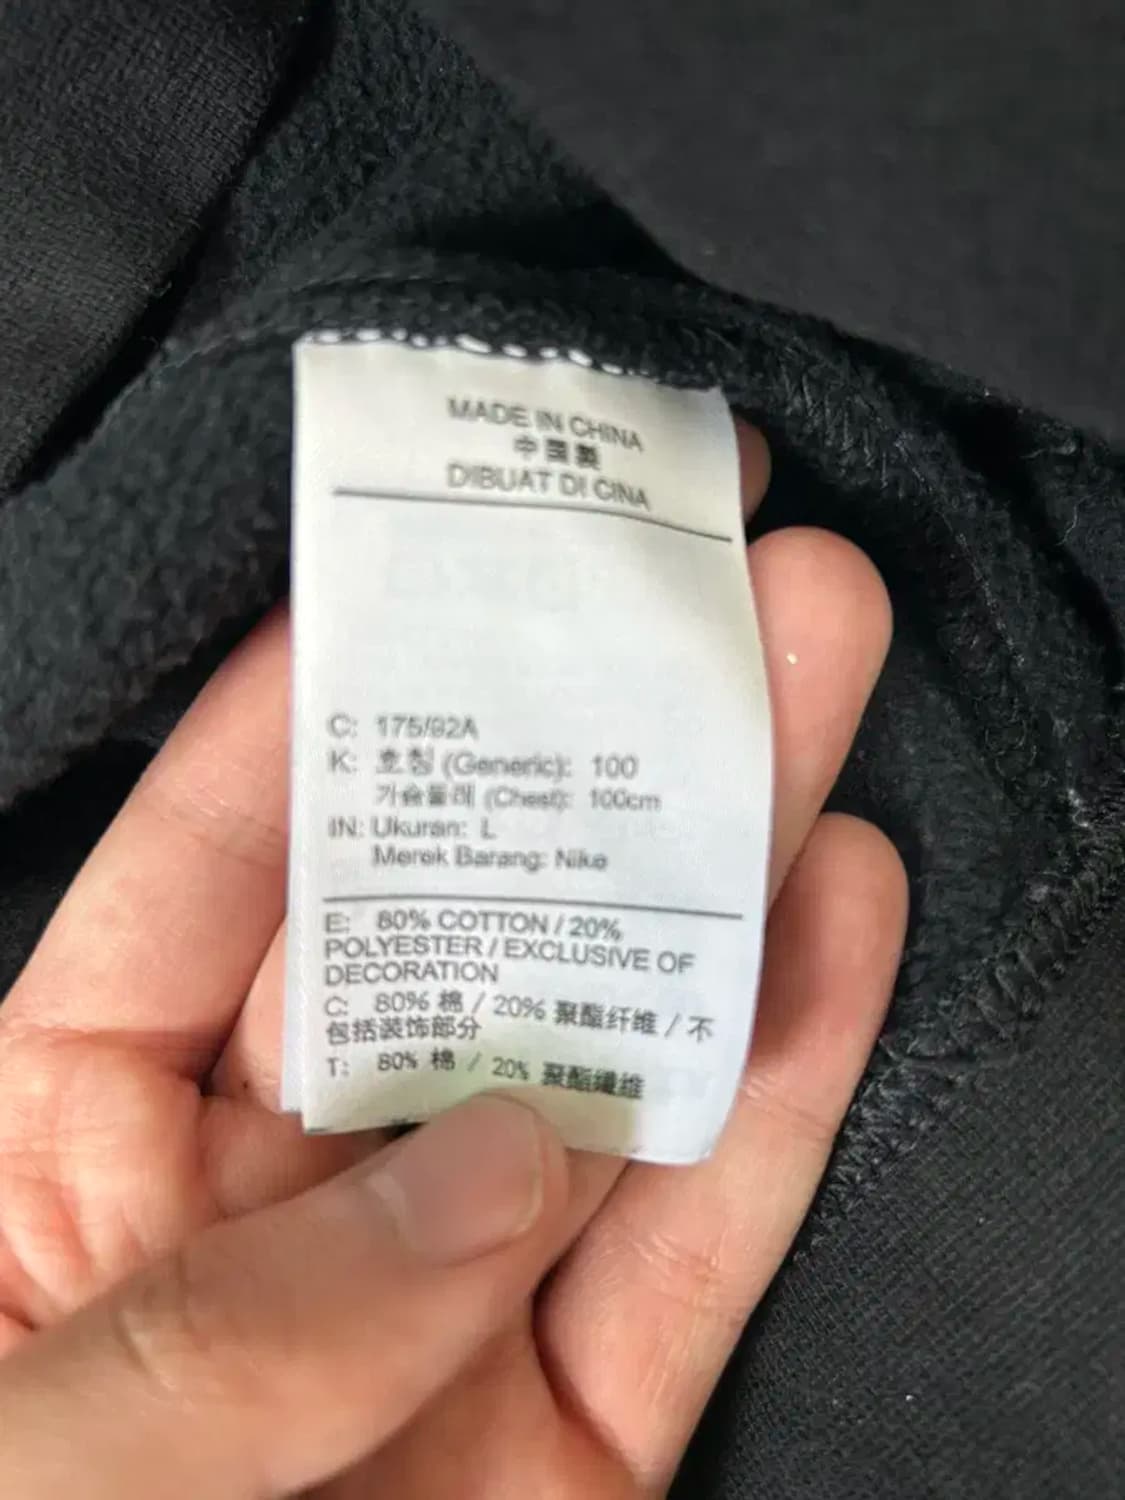 MADE IN CHINA
中國製
DIBUAT DI CINA
C: 175/92A
K: 호칭 (Generic): 100
가슴둘레 (Chest): 100cm
IN: Ukuran: L
Merek Barang: Nike
E: 80% COTTON / 20%
POLYESTER / EXCLUSIVE OF
DECORATION
C: 80% 棉 / 20% 聚酯纤维 / 不
包括装饰部分
T: 80% 棉 / 20% 聚酯纖維